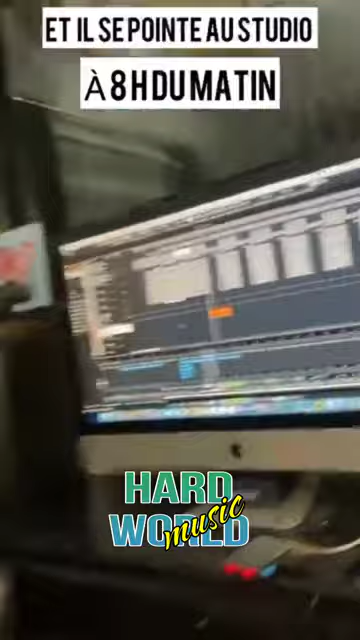 ET IL SE POINTE AU STUDIO
À 8 H DU MATIN
HARD
WORLD
music